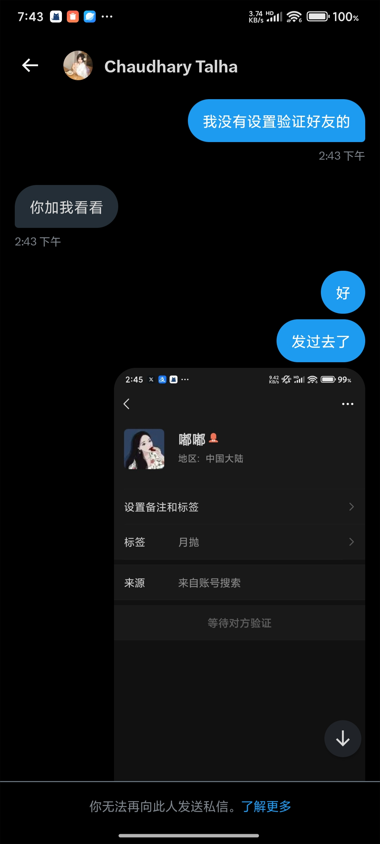 7:43
3.74 KB/s HD 100%
Chaudhary Talha
我没有设置验证好友的
2:43 下午
你加我看看
2:43 下午
好
发过去了
2:45 99%
嘟嘟
地区：中国大陆
设置备注和标签
标签 月抛
来源 来自账号搜索
等待对方验证
你无法再向此人发送私信。了解更多